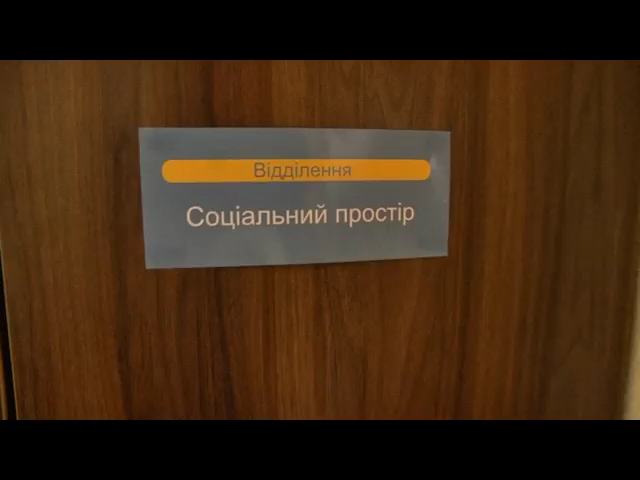 Відділення
Соціальний простір